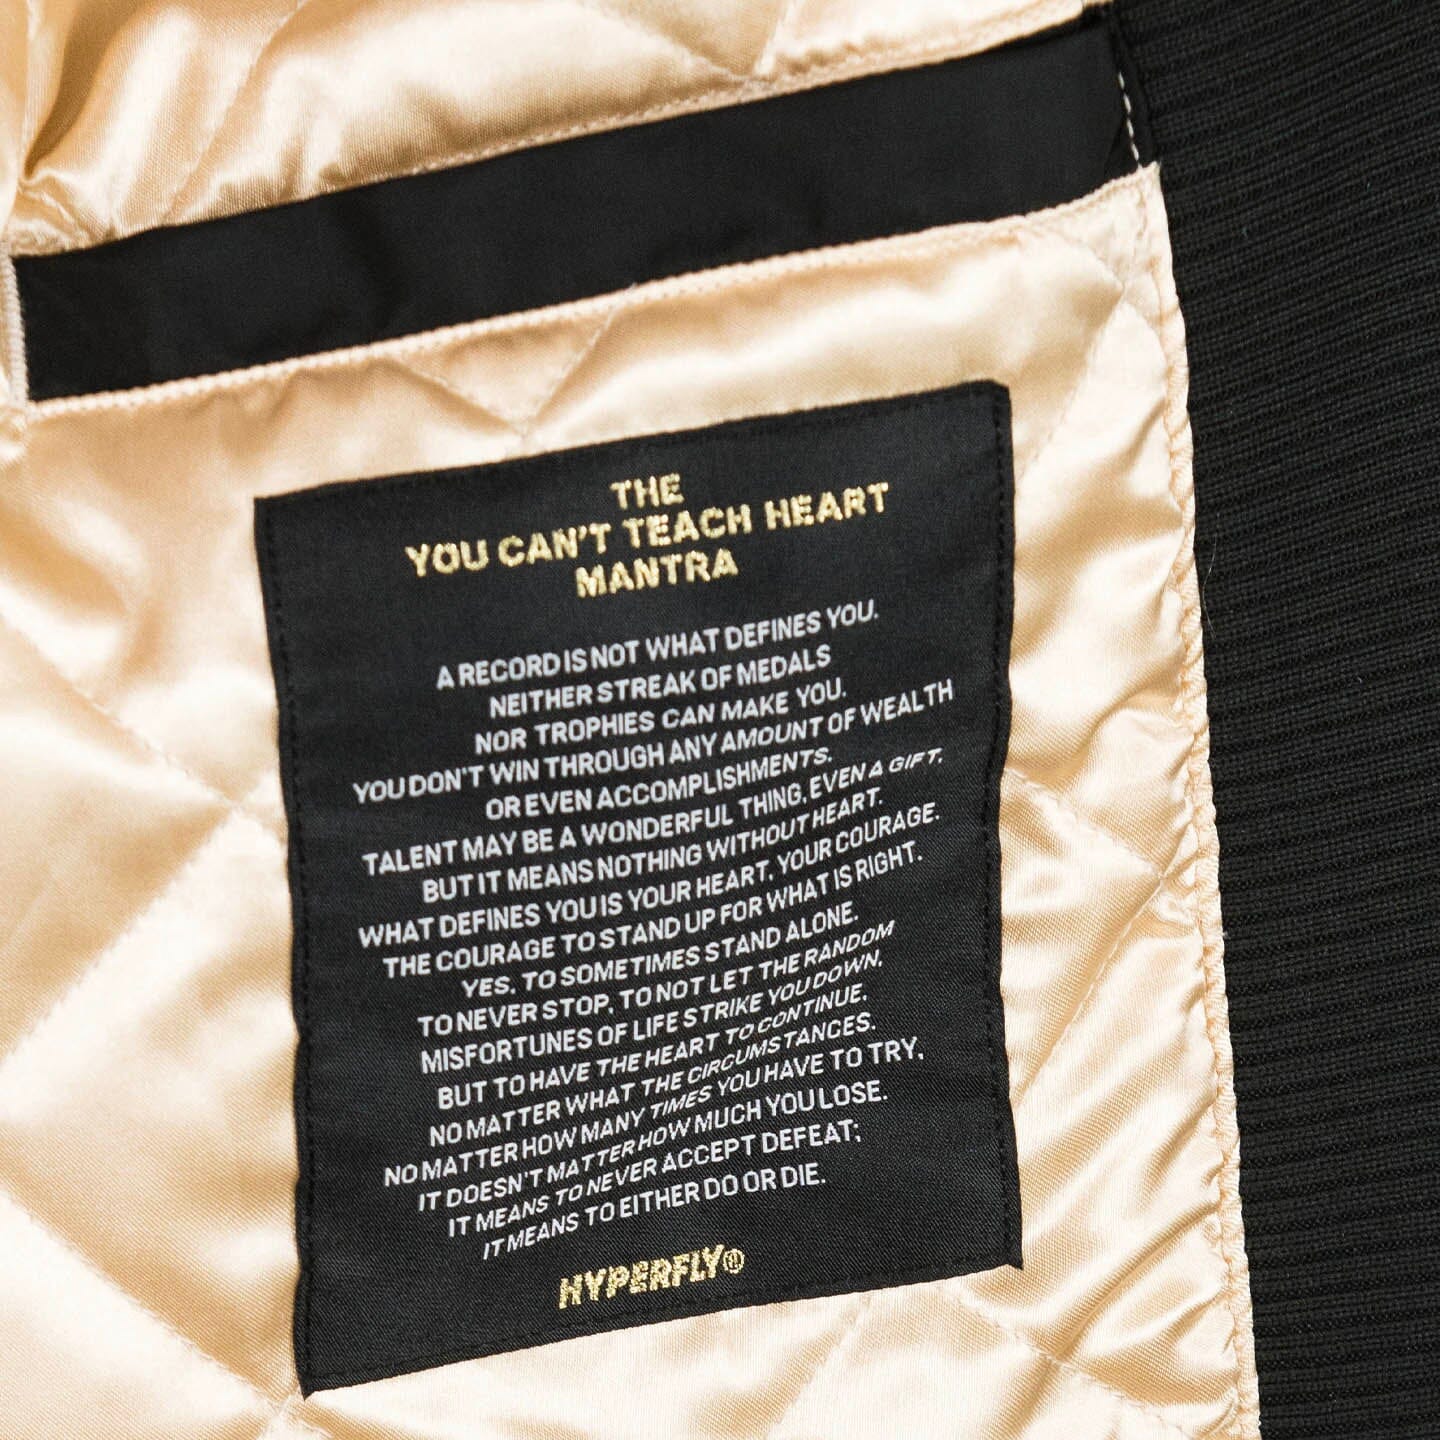 THE
YOU CAN'T TEACH HEART
MANTRA
A RECORD IS NOT WHAT DEFINES YOU.
NEITHER STREAK OF MEDALS
NOR TROPHIES CAN MAKE YOU.
YOU DON'T WIN THROUGH ANY AMOUNT OF WEALTH
OR EVEN ACCOMPLISHMENTS.
TALENT MAY BE A WONDERFUL THING, EVEN A GIFT,
BUT IT MEANS NOTHING WITHOUT HEART.
WHAT DEFINES YOU IS YOUR HEART, YOUR COURAGE.
THE COURAGE TO STAND UP FOR WHAT IS RIGHT.
YES, TO SOMETIMES STAND ALONE.
TO NEVER STOP, TO NOT LET THE RANDOM
MISFORTUNES OF LIFE STRIKE YOU DOWN,
BUT TO HAVE THE HEART TO CONTINUE,
NO MATTER WHAT THE CIRCUMSTANCES.
NO MATTER HOW MANY TIMES YOU HAVE TO TRY,
IT DOESN'T MATTER HOW MUCH YOU LOSE.
IT MEANS TO NEVER ACCEPT DEFEAT;
IT MEANS TO EITHER DO OR DIE.
HYPERFLY®